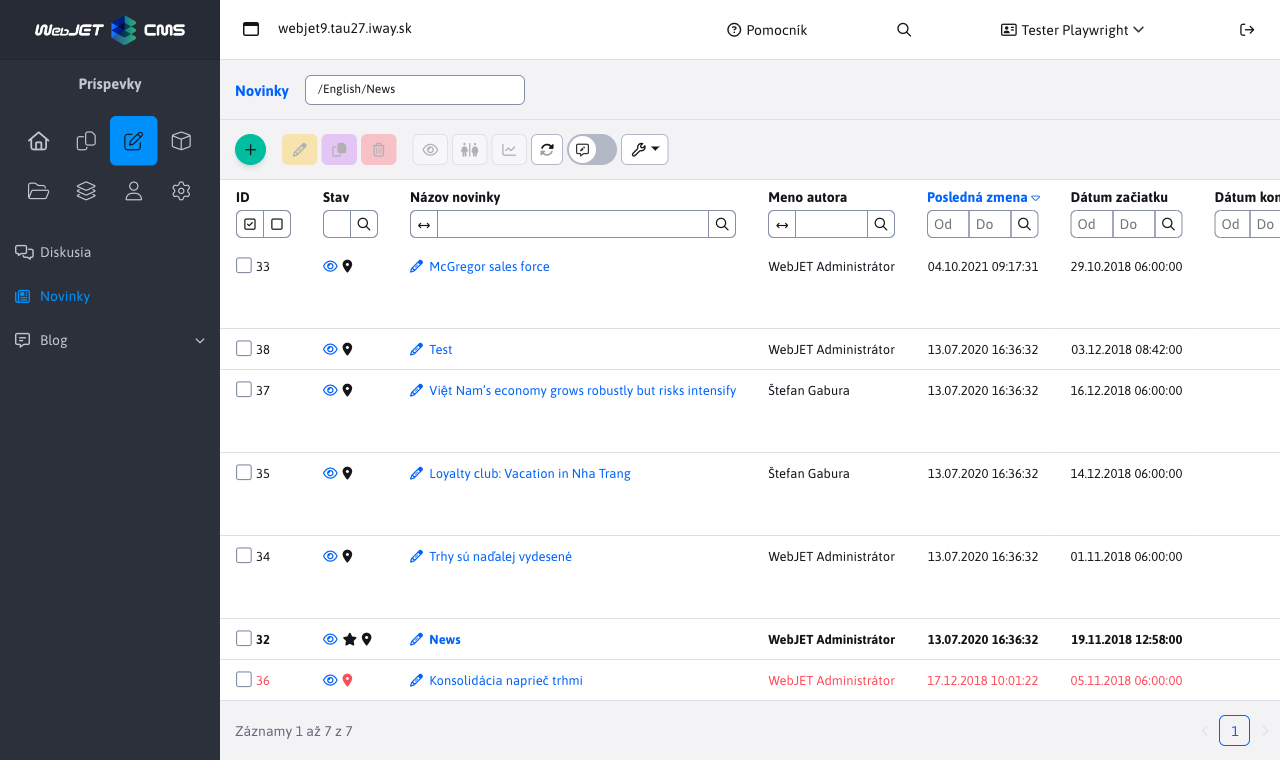 WebJET CMS
webjet9.tau27.iway.sk
Pomocník
Tester Playwright
Príspevky
Novinky
/English/News
Diskusia
Novinky
Blog
ID
Stav
Názov novinky
Meno autora
Posledná zmena
Dátum začiatku
Dátum kon
Od
Do
Od
Do
Od
Do
33
McGregor sales force
WebJET Administrátor
04.10.2021 09:17:31
29.10.2018 06:00:00
38
Test
WebJET Administrátor
13.07.2020 16:36:32
03.12.2018 08:42:00
37
Việt Nam’s economy grows robustly but risks intensify
Štefan Gabura
13.07.2020 16:36:32
16.12.2018 06:00:00
35
Loyalty club: Vacation in Nha Trang
Štefan Gabura
13.07.2020 16:36:32
14.12.2018 06:00:00
34
Trhy sú naďalej vydesené
WebJET Administrátor
13.07.2020 16:36:32
01.11.2018 06:00:00
32
News
WebJET Administrátor
13.07.2020 16:36:32
19.11.2018 12:58:00
36
Konsolidácia naprieč trhmi
WebJET Administrátor
17.12.2018 10:01:22
05.11.2018 06:00:00
Záznamy 1 až 7 z 7
1